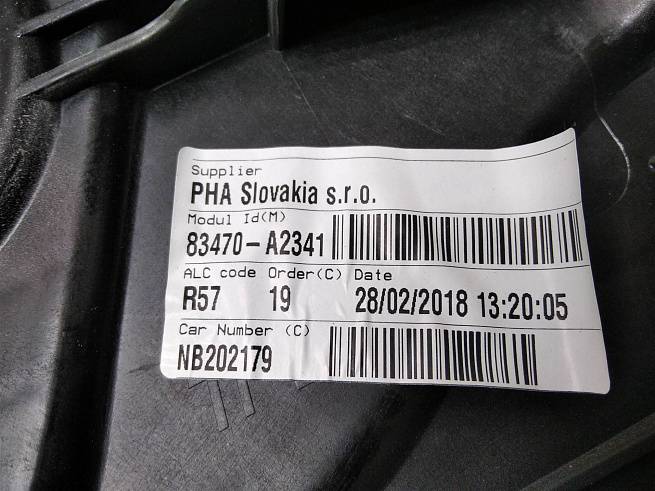 Supplier
PHA Slovakia s.r.o.
Modul Id(M)
83470-A2341
ALC code Order(C) Date
R57 19 28/02/2018 13:20:05
Car Number (C)
NB202179